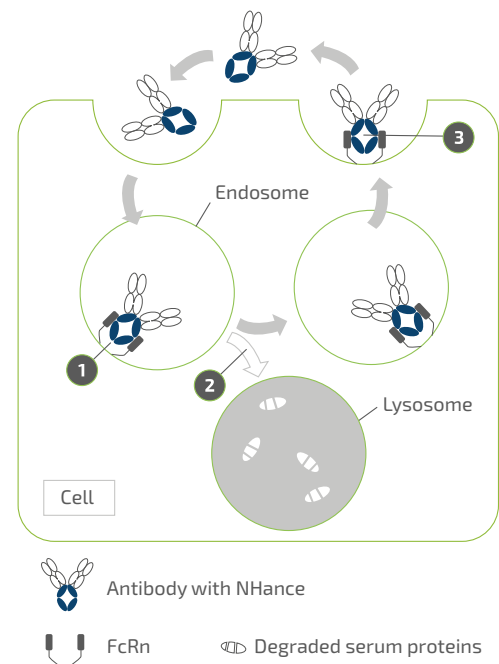 3
Endosome
1
2
Lysosome
Cell
Antibody with NHance
FcRn
Degraded serum proteins